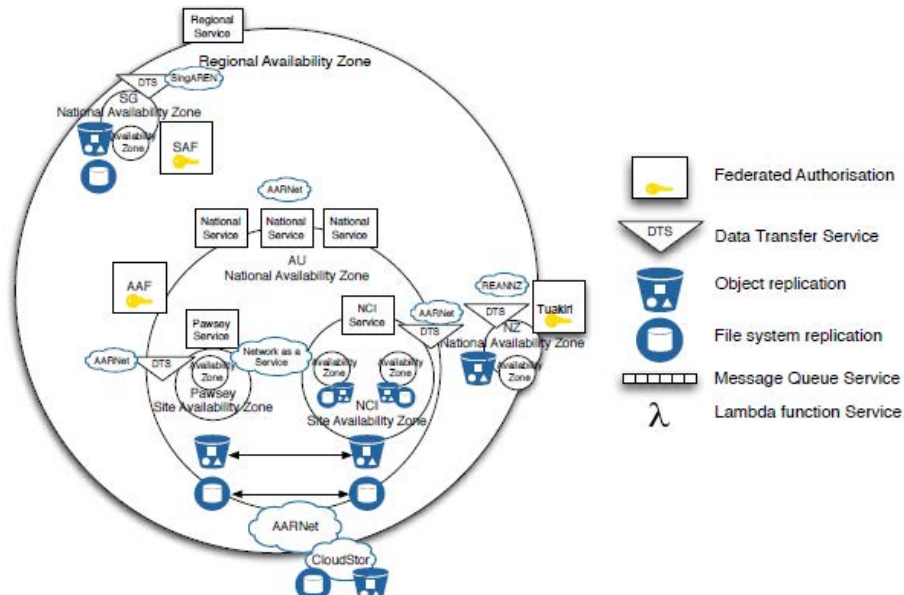 Regional
Service
Regional Availability Zone
DTS
SingAREN
SG
National Availability Zone
Availability
Zone
SAF
AARNet
National
Service
National
Service
National
Service
AU
National Availability Zone
AAF
Pawsey
Service
NCI
Service
AARNet
DTS
REANNZ
DTS
Tuakiri
NZ
National Availability Zone
Availability
Zone
AARNet
DTS
Network as a
Service
Availability
Zone
Pawsey
Site Availability Zone
Availability
Zone
Availability
Zone
NCI
Site Availability Zone
AARNet
CloudStor
Federated Authorisation
DTS
Data Transfer Service
Object replication
File system replication
Message Queue Service
λ
Lambda function Service